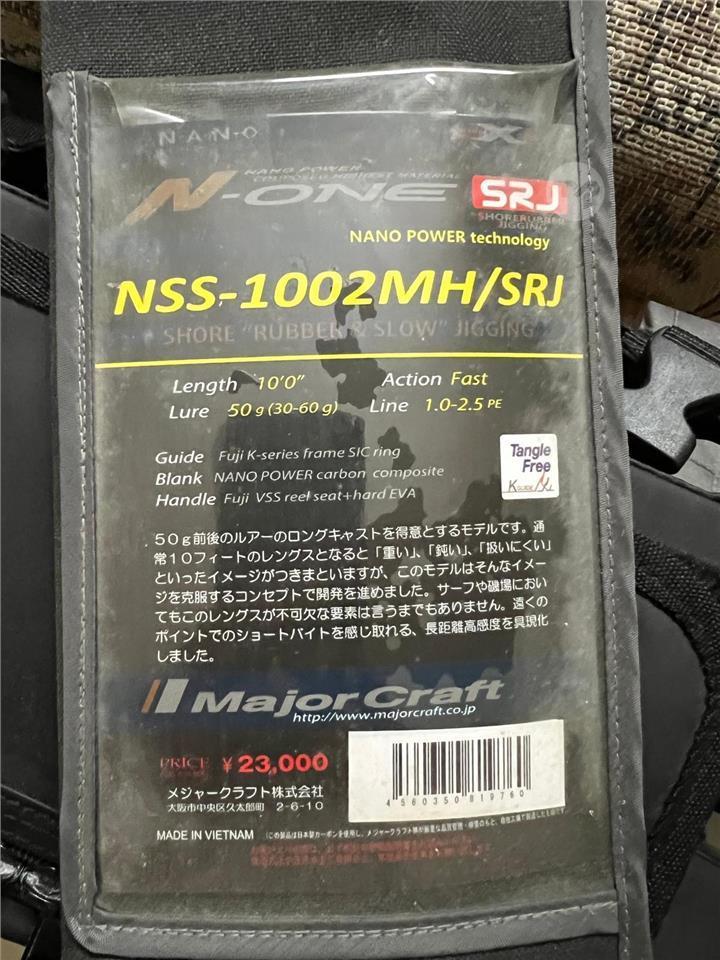 NANO
X
NANO POWER
COMPOSED HIGHEST MATERIAL
N-ONE
SRJ
SHORERUBBER
JIGGING
NANO POWER technology
NSS-1002MH/SRJ
SHORE "RUBBER & SLOW" JIGGING
Length 10'0" Action Fast
Lure 50g (30-60g) Line 1.0-2.5 PE
Guide Fuji K-series frame SIC ring
Blank NANO POWER carbon composite
Handle Fuji VSS reel seat+hard EVA
Tangle
Free
K GUIDE
50g前後のルアーのロングキャストを得意とするモデルです。通
常10フィートのレングスとなると「重い」、「鈍い」、「扱いにくい」
といったイメージがつきまといますが、このモデルはそんなイメー
ジを克服するコンセプトで開発を進めました。サーフや磯場におい
てもこのレングスが不可欠な要素は言うまでもありません。遠くの
ポイントでのショートバイトを感じ取れる、長距離高感度を具現化
しました。
Major Craft
http://www.majorcraft.co.jp
PRICE ¥23,000
メジャークラフト株式会社
大阪市中央区久太郎町 2-6-10
4 560350 819760
MADE IN VIETNAM